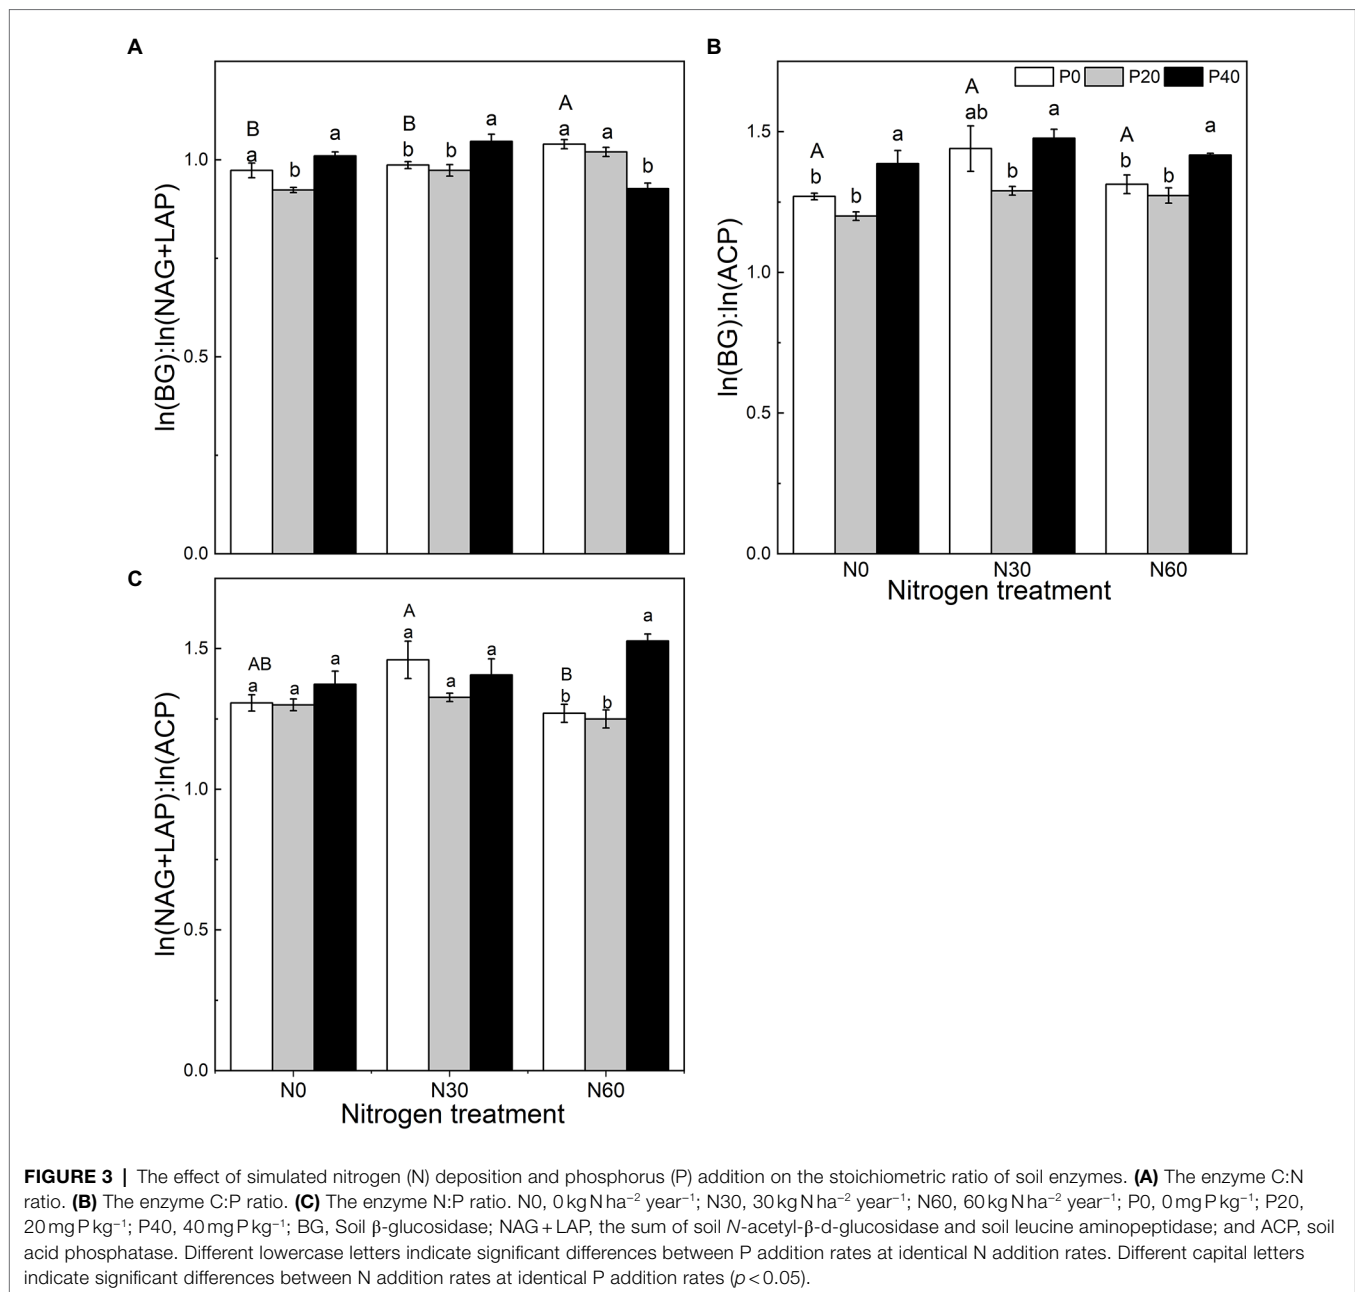 A
B
P0 P20 P40
B a b a
B b b a
A a a b
A b b a
A ab b a
A b b a
ln(BG):ln(NAG+LAP)
1.0
0.5
0.0
ln(BG):ln(ACP)
1.5
1.0
0.5
0.0
N0 N30 N60
Nitrogen treatment
C
AB a a a
A a a a
B b b a
ln(NAG+LAP):ln(ACP)
1.5
1.0
0.5
0.0
N0 N30 N60
Nitrogen treatment
FIGURE 3 | The effect of simulated nitrogen (N) deposition and phosphorus (P) addition on the stoichiometric ratio of soil enzymes. (A) The enzyme C:N
ratio. (B) The enzyme C:P ratio. (C) The enzyme N:P ratio. N0, 0 kg N ha⁻² year⁻¹; N30, 30 kg N ha⁻² year⁻¹; N60, 60 kg N ha⁻² year⁻¹; P0, 0 mg P kg⁻¹; P20,
20 mg P kg⁻¹; P40, 40 mg P kg⁻¹; BG, Soil β-glucosidase; NAG + LAP, the sum of soil N-acetyl-β-d-glucosidase and soil leucine aminopeptidase; and ACP, soil
acid phosphatase. Different lowercase letters indicate significant differences between P addition rates at identical N addition rates. Different capital letters
indicate significant differences between N addition rates at identical P addition rates (p < 0.05).